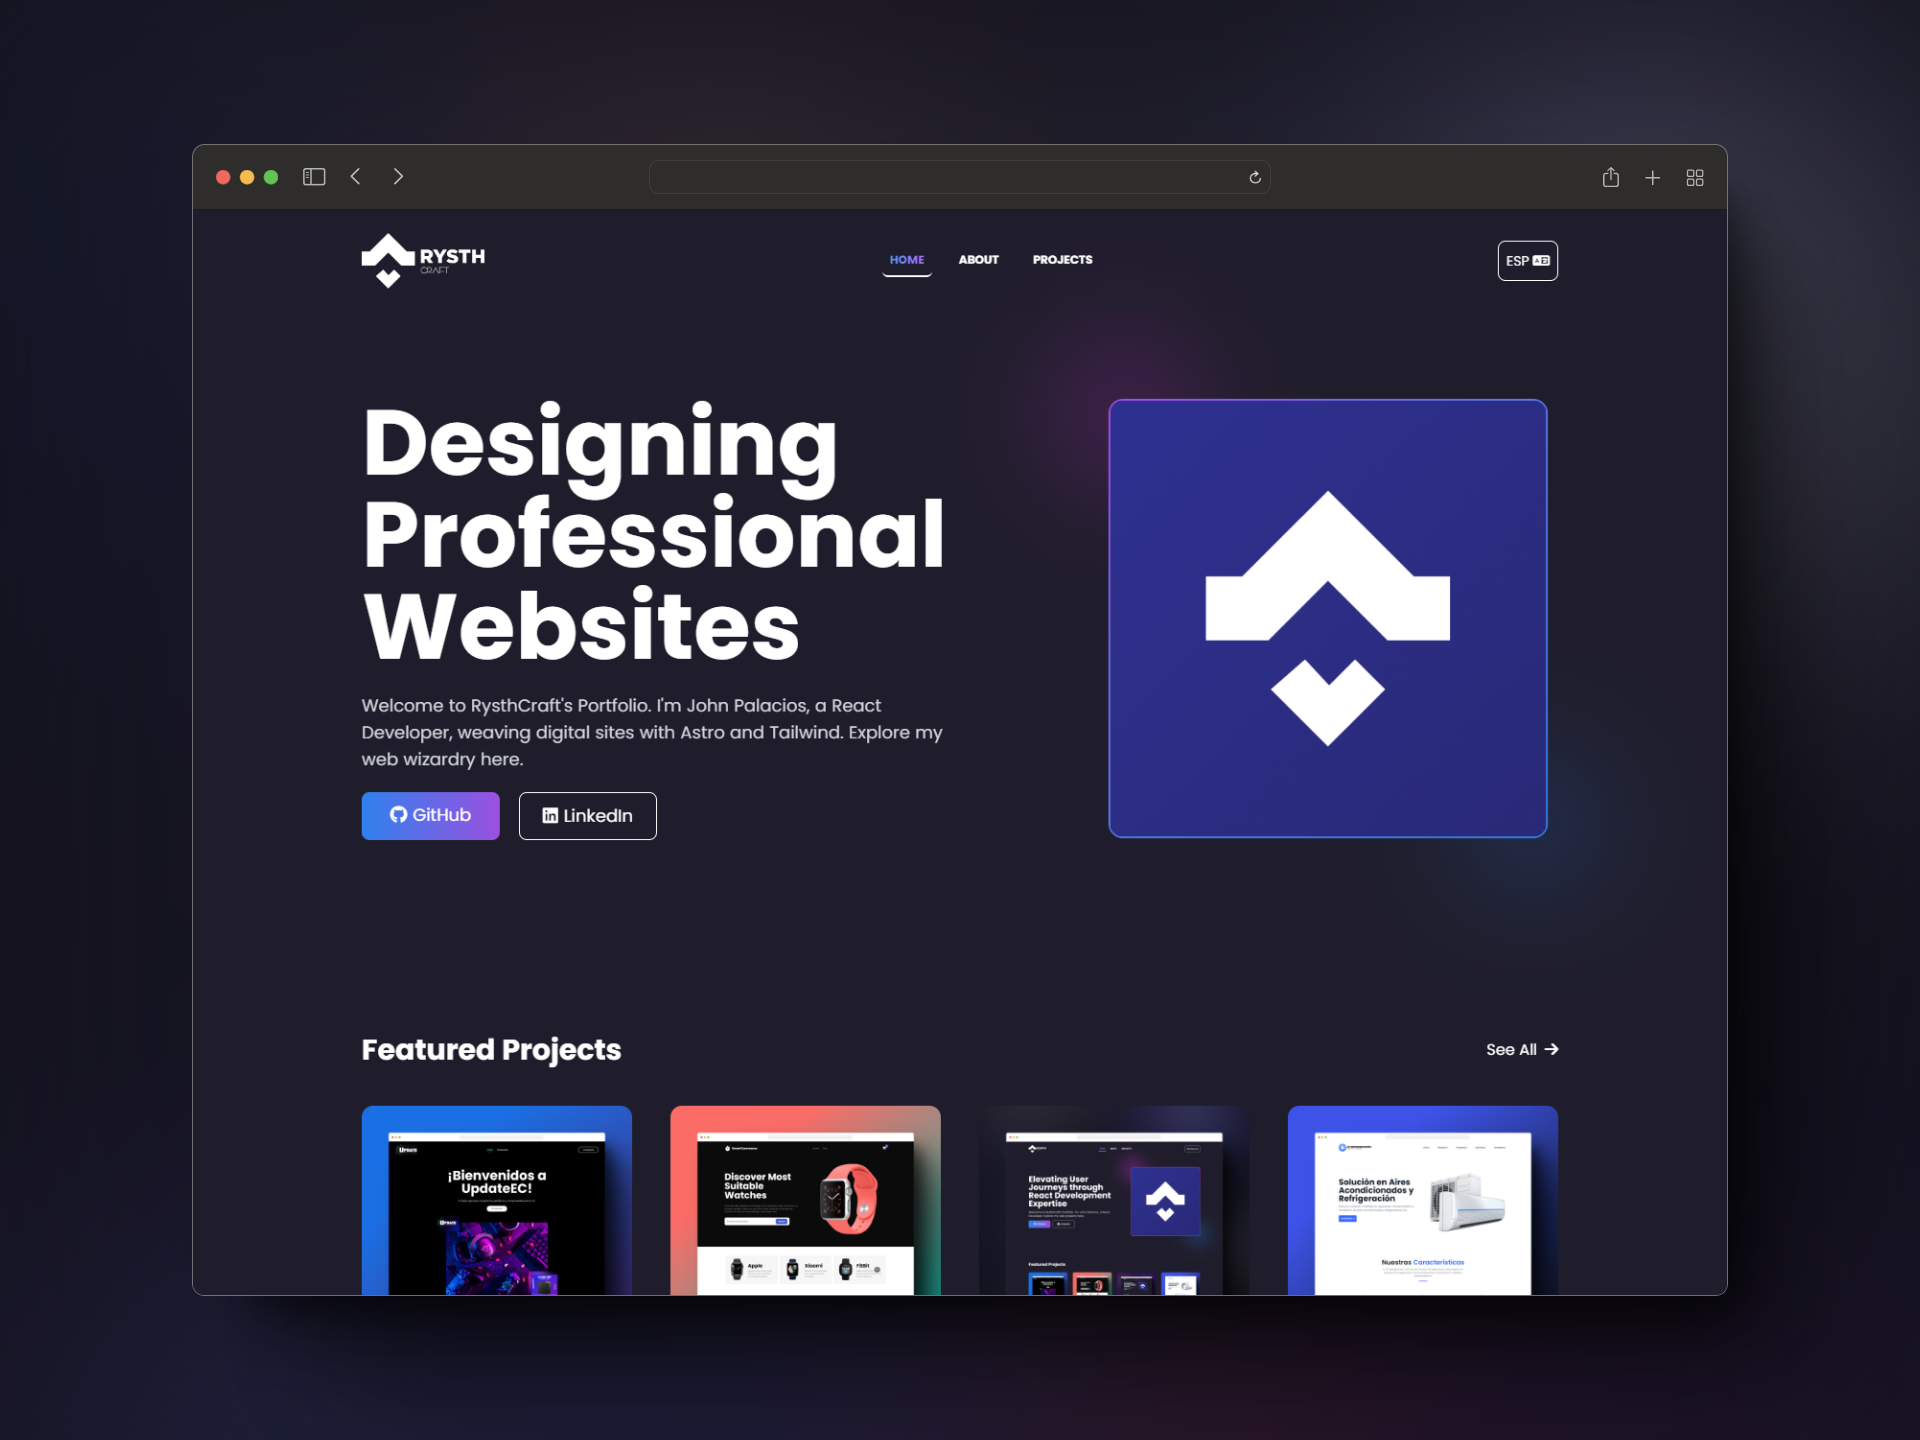 RYSTH
CRAFT
HOME
ABOUT
PROJECTS
ESP
Designing
Professional
Websites
Welcome to RysthCraft's Portfolio. I'm John Palacios, a React
Developer, weaving digital sites with Astro and Tailwind. Explore my
web wizardry here.
GitHub
LinkedIn
Featured Projects
See All
¡Bienvenidos a
UpdateEC!
Discover Most
Suitable
Watches
Apple
Xiaomi
FitBit
Elevating User
Journeys through
React Development
Expertise
Featured Projects
Solución en Aires
Acondicionados y
Refrigeración
Nuestras Características